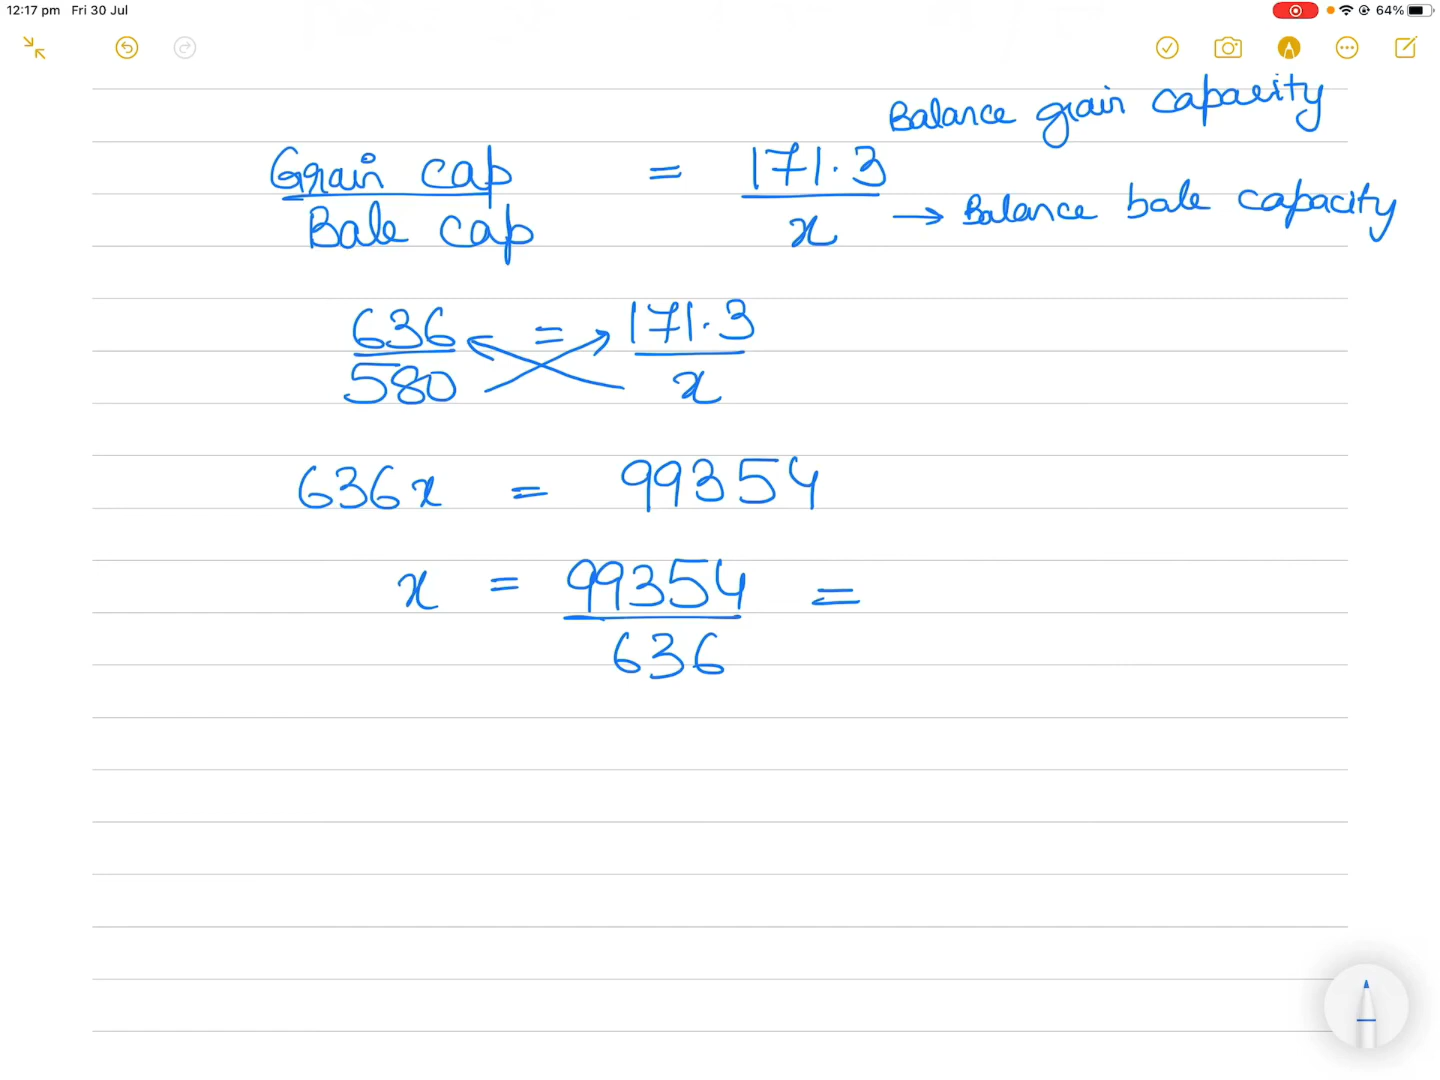 12:17 pm Fri 30 Jul 64%
Balance grain capacity
Grain cap = 171.3
Bale cap x → Balance bale capacity
636 = 171.3
580 x
636x = 99354
x = 99354 =
636